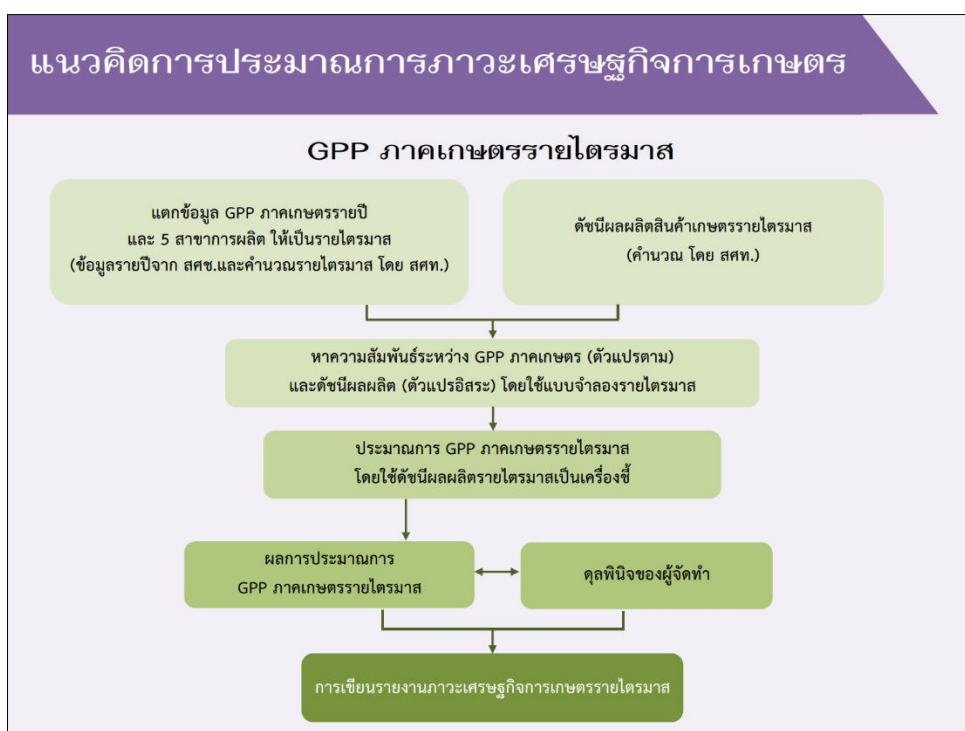 แนวคิดการประมาณการภาวะเศรษฐกิจการเกษตร
GPP ภาคเกษตรรายไตรมาส
แตกข้อมูล GPP ภาคเกษตรรายปี
และ 5 สาขาการผลิต ให้เป็นรายไตรมาส
(ข้อมูลรายปีจาก สศช.และคำนวณรายไตรมาส โดย สศท.)
ดัชนีผลผลิตสินค้าเกษตรรายไตรมาส
(คำนวณ โดย สศท.)
หาความสัมพันธ์ระหว่าง GPP ภาคเกษตร (ตัวแปรตาม)
และดัชนีผลผลิต (ตัวแปรอิสระ) โดยใช้แบบจำลองรายไตรมาส
ประมาณการ GPP ภาคเกษตรรายไตรมาส
โดยใช้ดัชนีผลผลิตรายไตรมาสเป็นเครื่องชี้
ผลการประมาณการ
GPP ภาคเกษตรรายไตรมาส
ดุลพินิจของผู้จัดทำ
การเขียนรายงานภาวะเศรษฐกิจการเกษตรรายไตรมาส